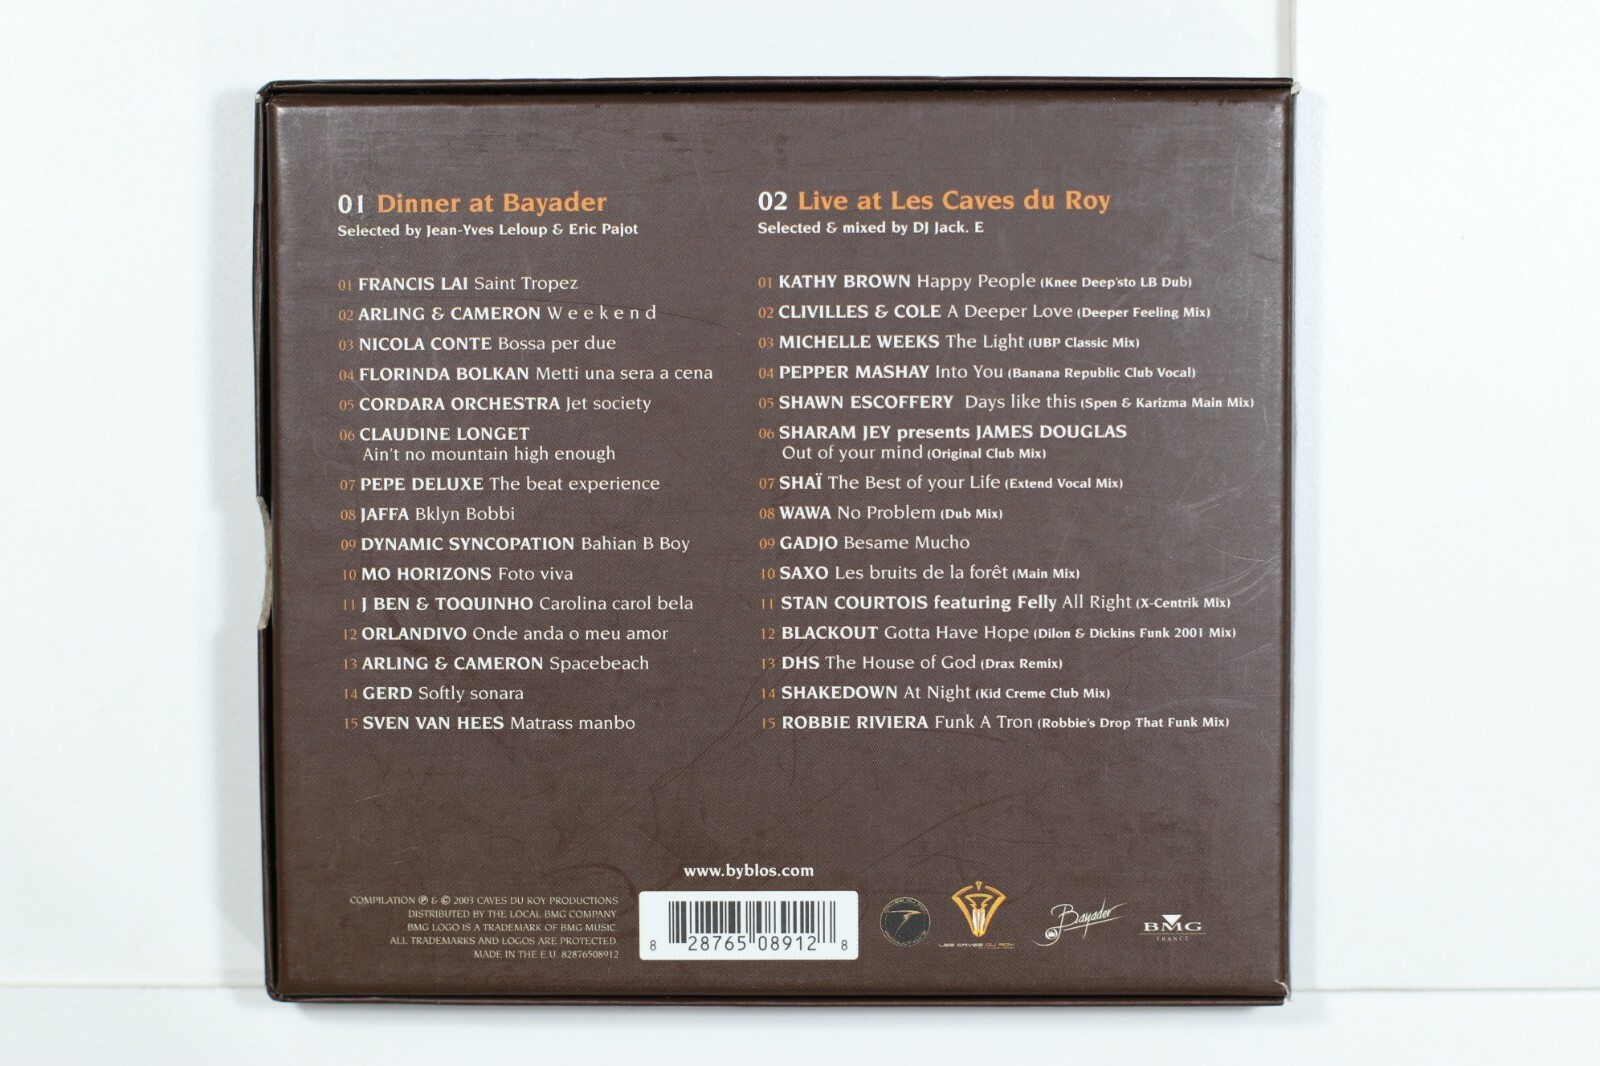 01 Dinner at Bayader
Selected by Jean-Yves Leloup & Eric Pajot
01 FRANCIS LAI Saint Tropez
02 ARLING & CAMERON W e e k e n d
03 NICOLA CONTE Bossa per due
04 FLORINDA BOLKAN Metti una sera a cena
05 CORDARA ORCHESTRA Jet society
06 CLAUDINE LONGET
Ain't no mountain high enough
07 PEPE DELUXE The beat experience
08 JAFFA Bklyn Bobbi
09 DYNAMIC SYNCOPATION Bahian B Boy
10 MO HORIZONS Foto viva
11 J BEN & TOQUINHO Carolina carol bela
12 ORLANDIVO Onde anda o meu amor
13 ARLING & CAMERON Spacebeach
14 GERD Softly sonara
15 SVEN VAN HEES Matrass manbo
02 Live at Les Caves du Roy
Selected & mixed by DJ Jack. E
01 KATHY BROWN Happy People (Knee Deep'sto LB Dub)
02 CLIVILLES & COLE A Deeper Love (Deeper Feeling Mix)
03 MICHELLE WEEKS The Light (UBP Classic Mix)
04 PEPPER MASHAY Into You (Banana Republic Club Vocal)
05 SHAWN ESCOFFERY Days like this (Spen & Karizma Main Mix)
06 SHARAM JEY presents JAMES DOUGLAS
Out of your mind (Original Club Mix)
07 SHAÏ The Best of your Life (Extend Vocal Mix)
08 WAWA No Problem (Dub Mix)
09 GADJO Besame Mucho
10 SAXO Les bruits de la forêt (Main Mix)
11 STAN COURTOIS featuring Felly All Right (X-Centrik Mix)
12 BLACKOUT Gotta Have Hope (Dilon & Dickins Funk 2001 Mix)
13 DHS The House of God (Drax Remix)
14 SHAKEDOWN At Night (Kid Creme Club Mix)
15 ROBBIE RIVIERA Funk A Tron (Robbie's Drop That Funk Mix)
www.byblos.com
COMPILATION ℗ & © 2003 CAVES DU ROY PRODUCTIONS
DISTRIBUTED BY THE LOCAL BMG COMPANY
BMG LOGO IS A TRADEMARK OF BMG MUSIC.
ALL TRADEMARKS AND LOGOS ARE PROTECTED.
MADE IN THE E.U. 82876508912
8 28765 08912 8
LES CAVES DU ROY
Bayader
BMG
FRANCE